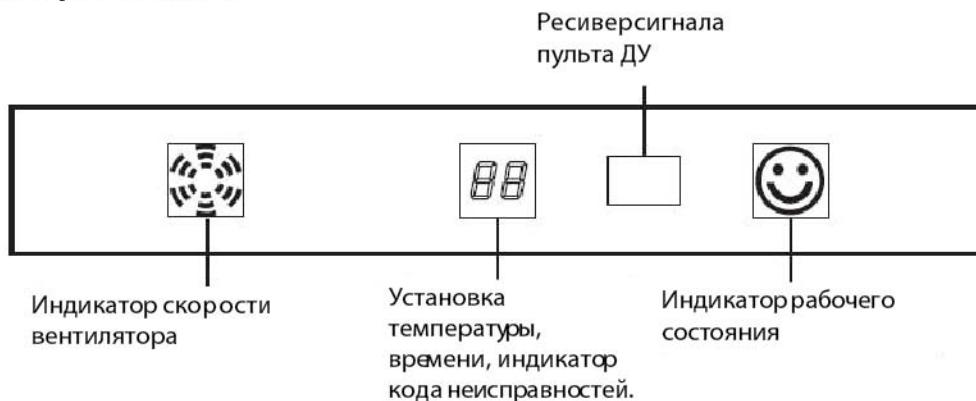 Ресиверсигнала
пульта ДУ
88
Индикатор скорости
вентилятора
Установка
температуры,
времени, индикатор
кода неисправностей.
Индикатор рабочего
состояния